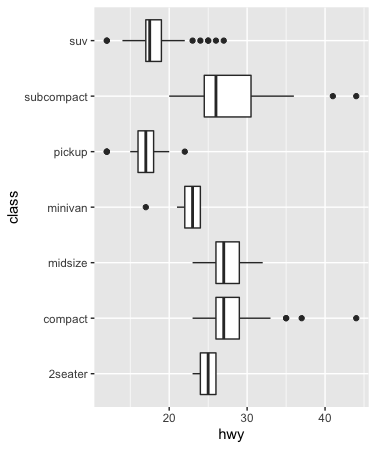 suv
subcompact
pickup
minivan
midsize
compact
2seater
class
20 30 40
hwy